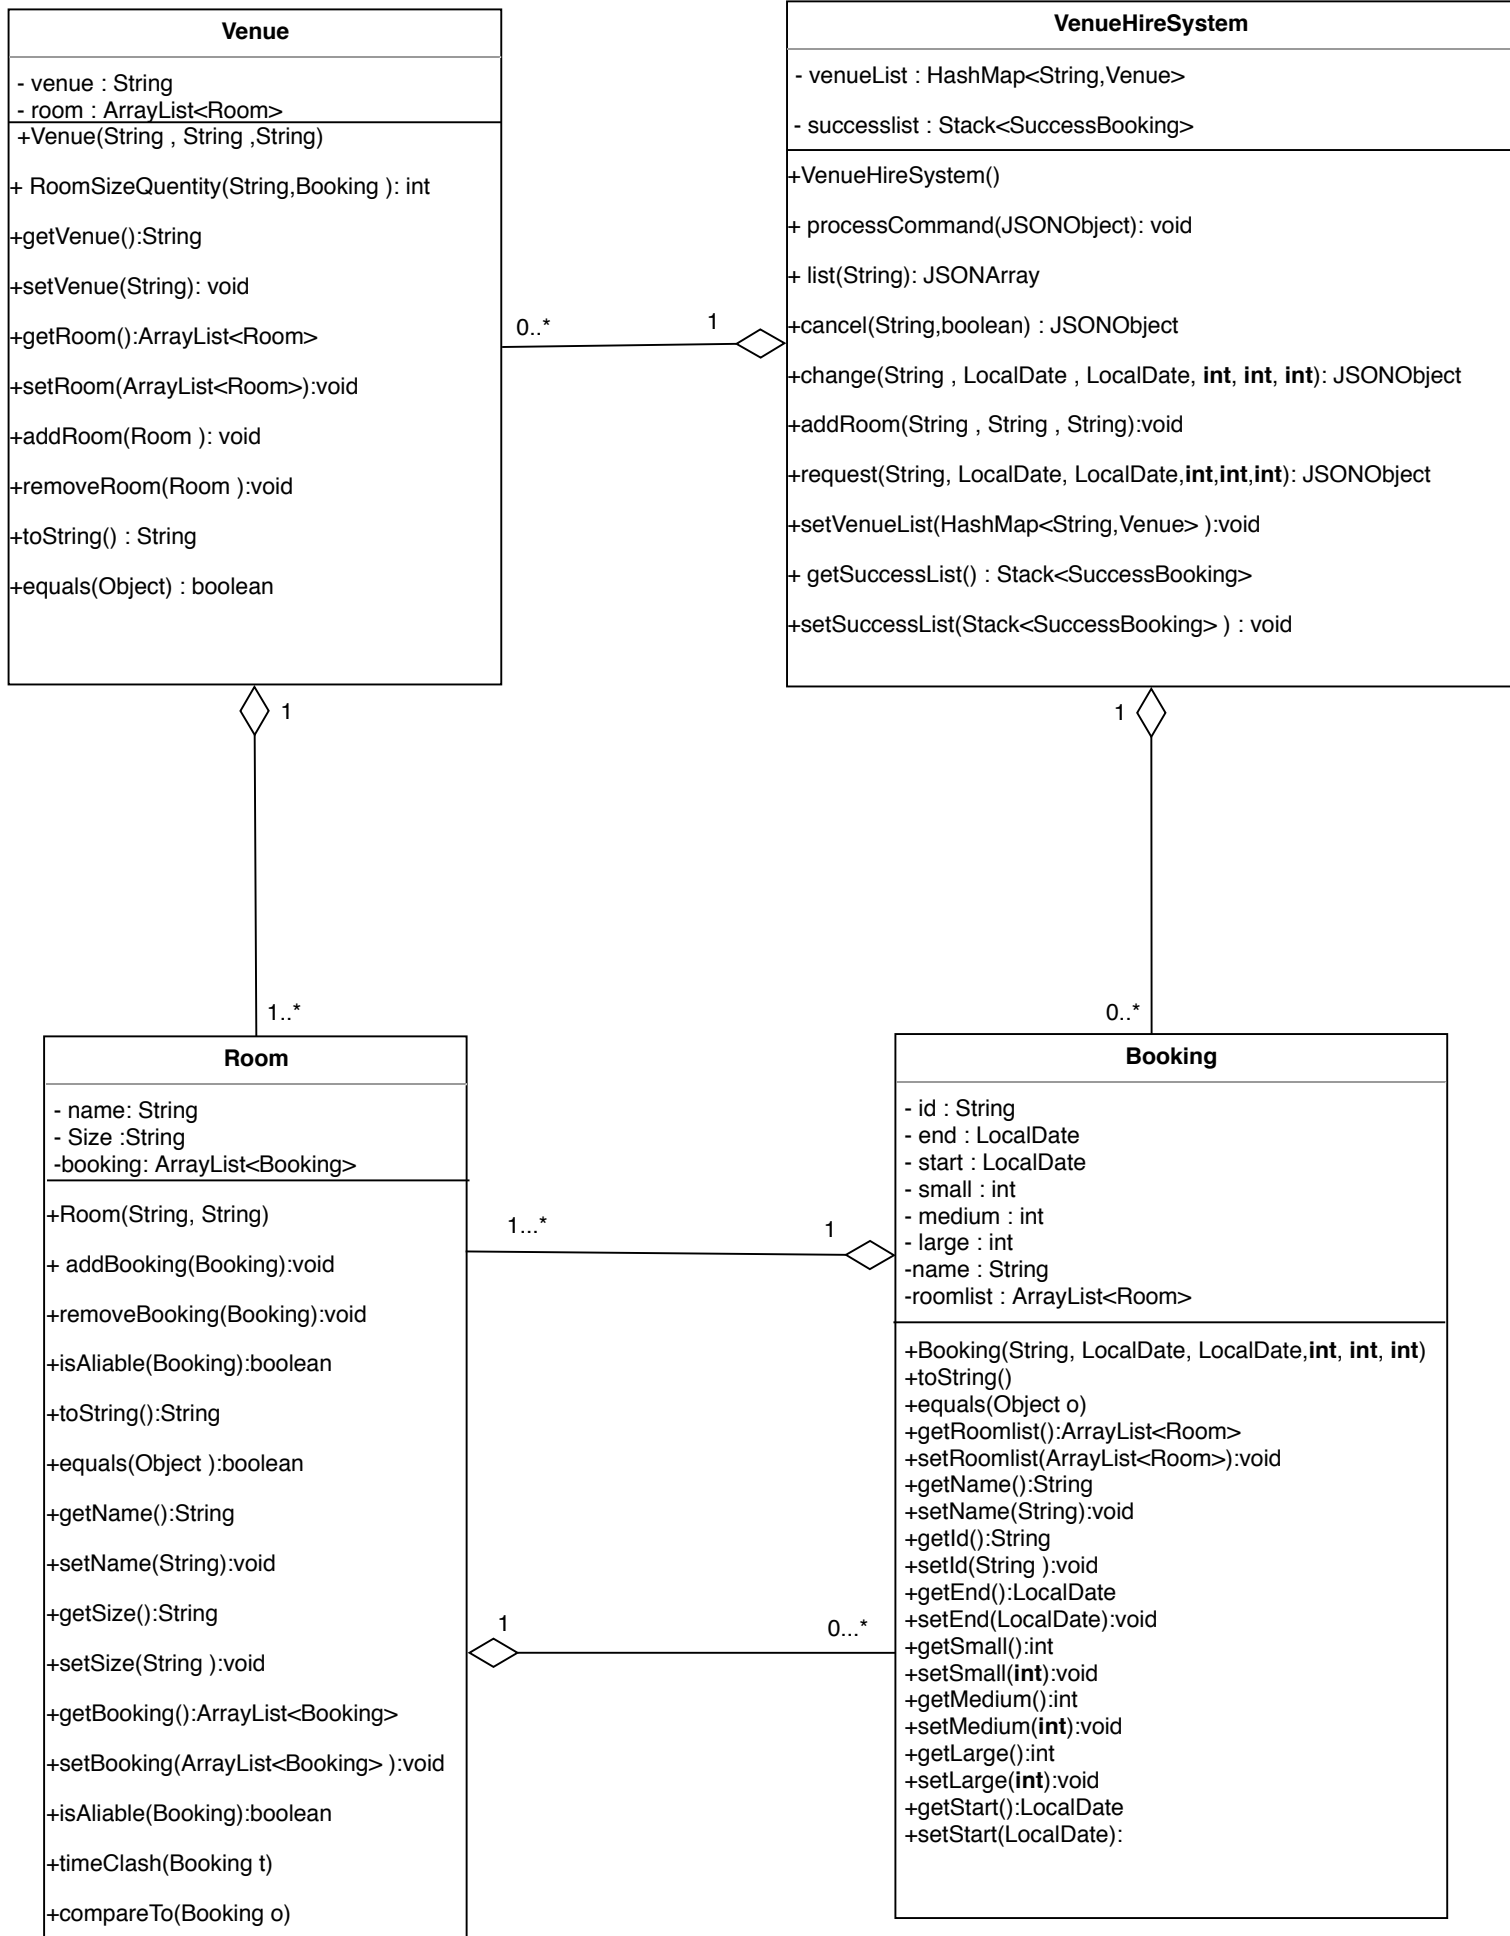 Venue
- venue : String
- room : ArrayList<Room>
+Venue(String , String ,String)
+ RoomSizeQuentity(String,Booking ): int
+getVenue():String
+setVenue(String): void
+getRoom():ArrayList<Room>
+setRoom(ArrayList<Room>):void
+addRoom(Room ): void
+removeRoom(Room ):void
+toString() : String
+equals(Object) : boolean
0..*
1
VenueHireSystem
- venueList : HashMap<String,Venue>
- successlist : Stack<SuccessBooking>
+VenueHireSystem()
+ processCommand(JSONObject): void
+ list(String): JSONArray
+cancel(String,boolean) : JSONObject
+change(String , LocalDate , LocalDate, int, int, int): JSONObject
+addRoom(String , String , String):void
+request(String, LocalDate, LocalDate,int,int,int): JSONObject
+setVenueList(HashMap<String,Venue> ):void
+ getSuccessList() : Stack<SuccessBooking>
+setSuccessList(Stack<SuccessBooking> ) : void
1
1
1..*
0..*
Room
- name: String
- Size :String
-booking: ArrayList<Booking>
+Room(String, String)
+ addBooking(Booking):void
+removeBooking(Booking):void
+isAliable(Booking):boolean
+toString():String
+equals(Object ):boolean
+getName():String
+setName(String):void
+getSize():String
+setSize(String ):void
+getBooking():ArrayList<Booking>
+setBooking(ArrayList<Booking> ):void
+isAliable(Booking):boolean
+timeClash(Booking t)
+compareTo(Booking o)
1...*
1
1
0...*
Booking
- id : String
- end : LocalDate
- start : LocalDate
- small : int
- medium : int
- large : int
-name : String
-roomlist : ArrayList<Room>
+Booking(String, LocalDate, LocalDate,int, int, int)
+toString()
+equals(Object o)
+getRoomlist():ArrayList<Room>
+setRoomlist(ArrayList<Room>):void
+getName():String
+setName(String):void
+getId():String
+setId(String ):void
+getEnd():LocalDate
+setEnd(LocalDate):void
+getSmall():int
+setSmall(int):void
+getMedium():int
+setMedium(int):void
+getLarge():int
+setLarge(int):void
+getStart():LocalDate
+setStart(LocalDate):